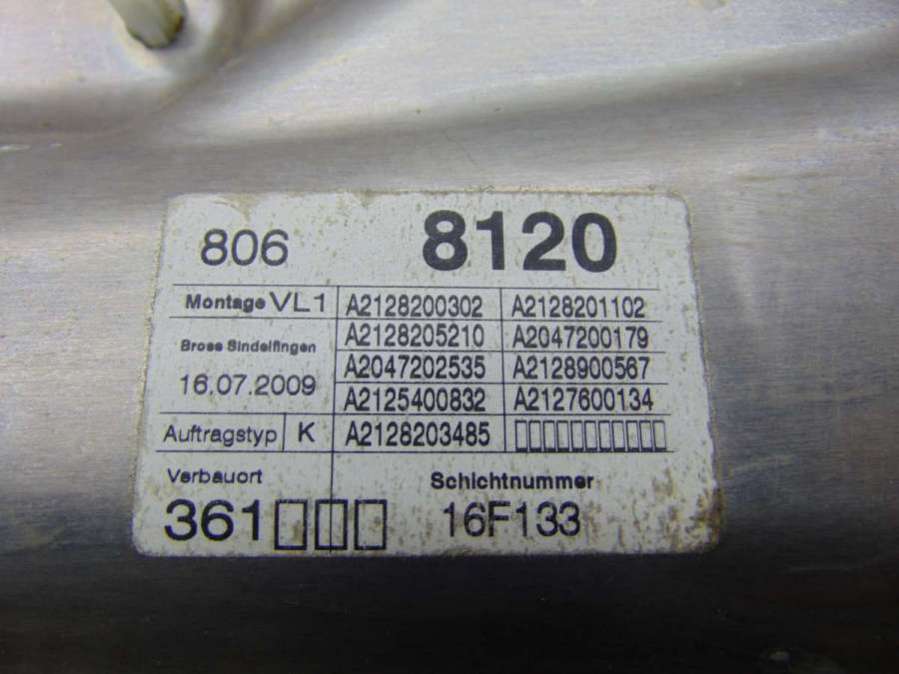 806 8120
Montage VL1 A2128200302 A2128201102
A2128205210 A2047200179
Brose Sindelfingen
A2047202535 A2128900567
16.07.2009
A2125400832 A2127600134
Auftragstyp K A2128203485 ▯▯▯▯▯▯▯▯▯▯▯
Verbauort Schichtnummer
361▯▯▯ 16F133